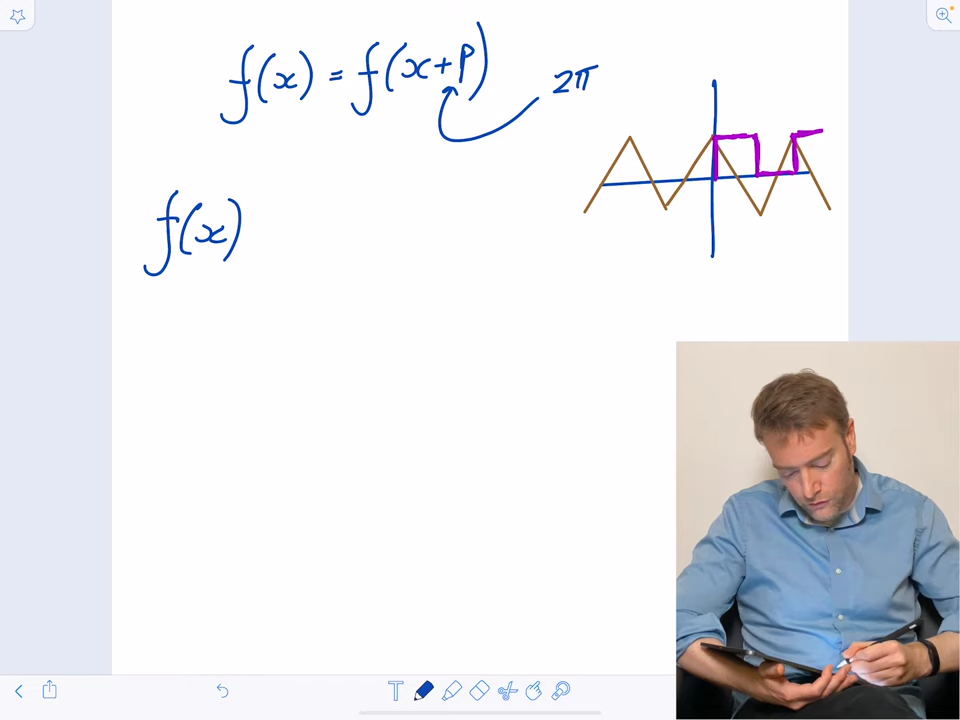 f(x) = f(x+p)
2π
f(x)
T